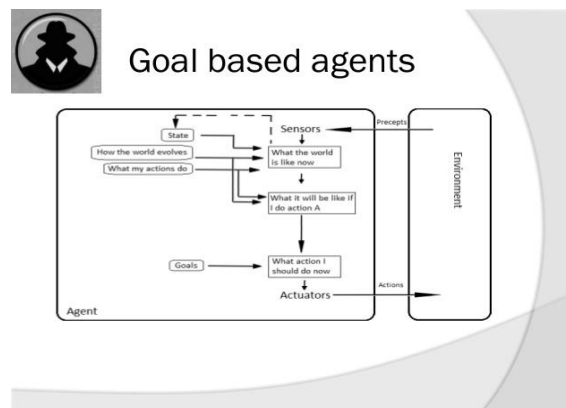 Goal based agents
Precepts
Sensors
State
How the world evolves
What the world
is like now
What my actions do
Environment
What it will be like if
I do action A
Goals
What action I
should do now
Actions
Actuators
Agent